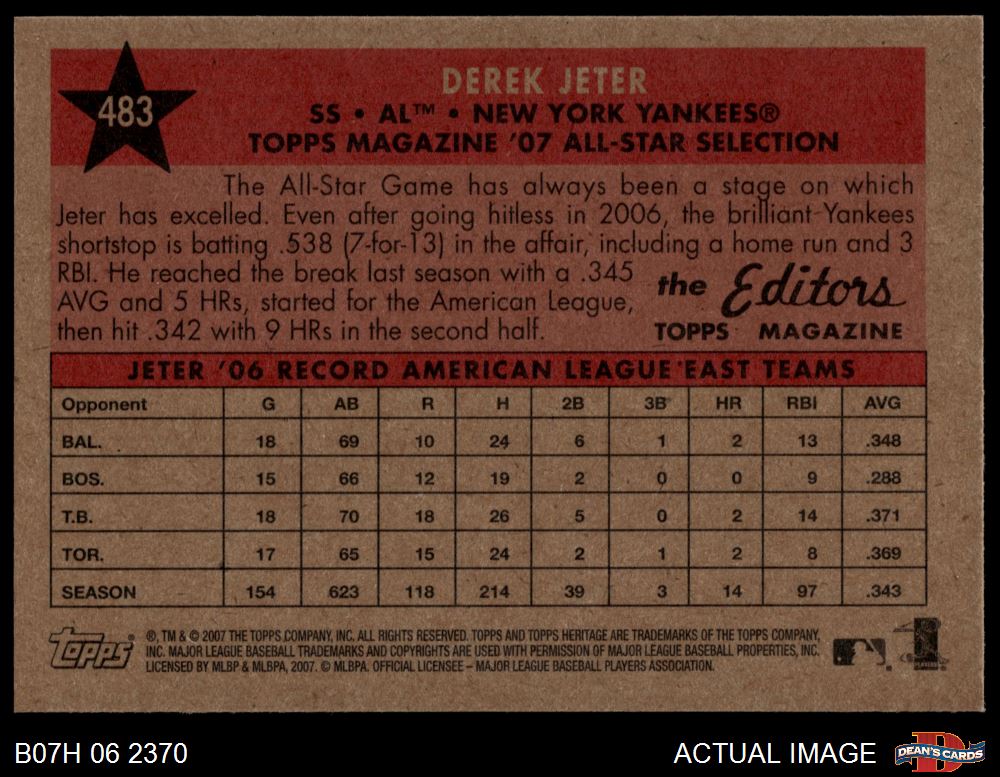 483
DEREK JETER
SS • AL™ • NEW YORK YANKEES®
TOPPS MAGAZINE '07 ALL-STAR SELECTION
The All-Star Game has always been a stage on which
Jeter has excelled. Even after going hitless in 2006, the brilliant Yankees
shortstop is batting .538 (7-for-13) in the affair, including a home run and 3
RBI. He reached the break last season with a .345
AVG and 5 HRs, started for the American League,
then hit .342 with 9 HRs in the second half.
the Editors
TOPPS MAGAZINE
JETER '06 RECORD AMERICAN LEAGUE EAST TEAMS
Opponent G AB R H 2B 3B HR RBI AVG
BAL. 18 69 10 24 6 1 2 13 .348
BOS. 15 66 12 19 2 0 0 9 .288
T.B. 18 70 18 26 5 0 2 14 .371
TOR. 17 65 15 24 2 1 2 8 .369
SEASON 154 623 118 214 39 3 14 97 .343
Topps®
®, TM & © 2007 THE TOPPS COMPANY, INC. ALL RIGHTS RESERVED. TOPPS AND TOPPS HERITAGE ARE TRADEMARKS OF THE TOPPS COMPANY,
INC. MAJOR LEAGUE BASEBALL TRADEMARKS AND COPYRIGHTS ARE USED WITH PERMISSION OF MAJOR LEAGUE BASEBALL PROPERTIES, INC.
LICENSED BY MLBP & MLBPA, 2007. © MLBPA. OFFICIAL LICENSEE – MAJOR LEAGUE BASEBALL PLAYERS ASSOCIATION.
PLAYERS
B07H 06 2370
ACTUAL IMAGE
DEAN'S CARDS